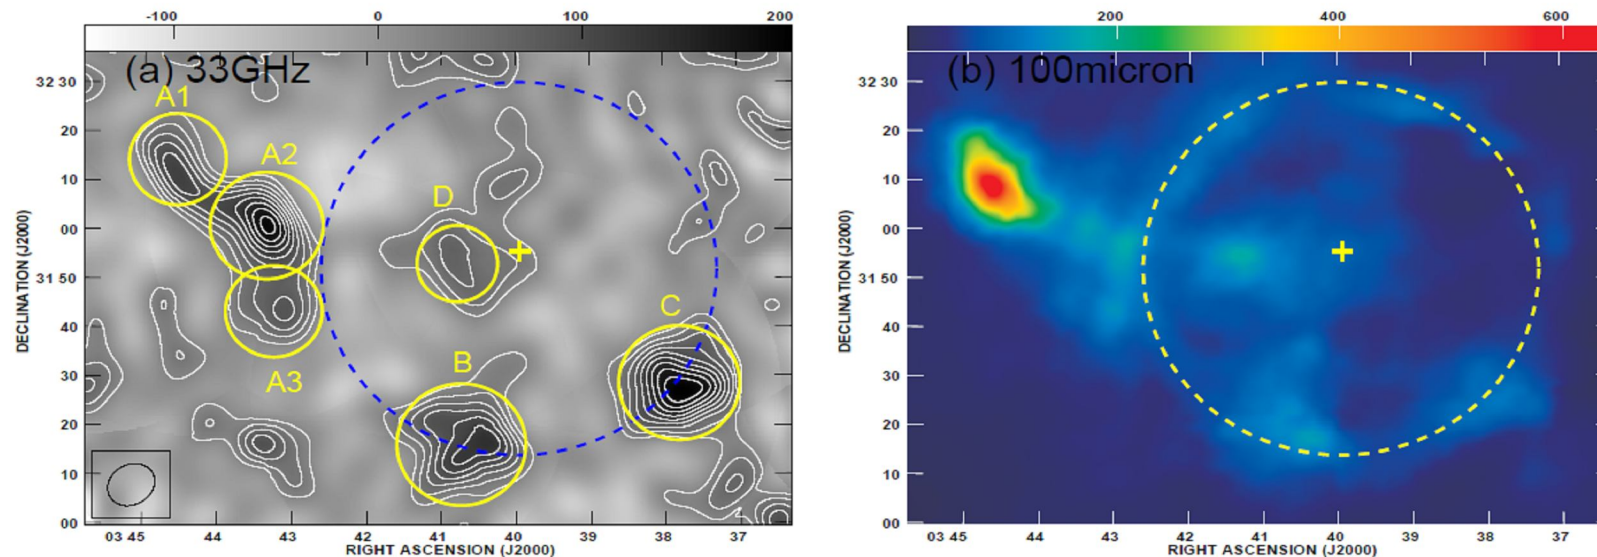 -100 0 100 200
(a) 33GHz
A1
A2
A3
B
C
D
32 30
20
10
00
31 50
40
30
20
10
00
DECLINATION (J2000)
03 45 44 43 42 41 40 39 38 37
RIGHT ASCENSION (J2000)
200 400 600
(b) 100micron
32 30
20
10
00
31 50
40
30
20
10
00
DECLINATION (J2000)
03 45 44 43 42 41 40 39 38 37
RIGHT ASCENSION (J2000)